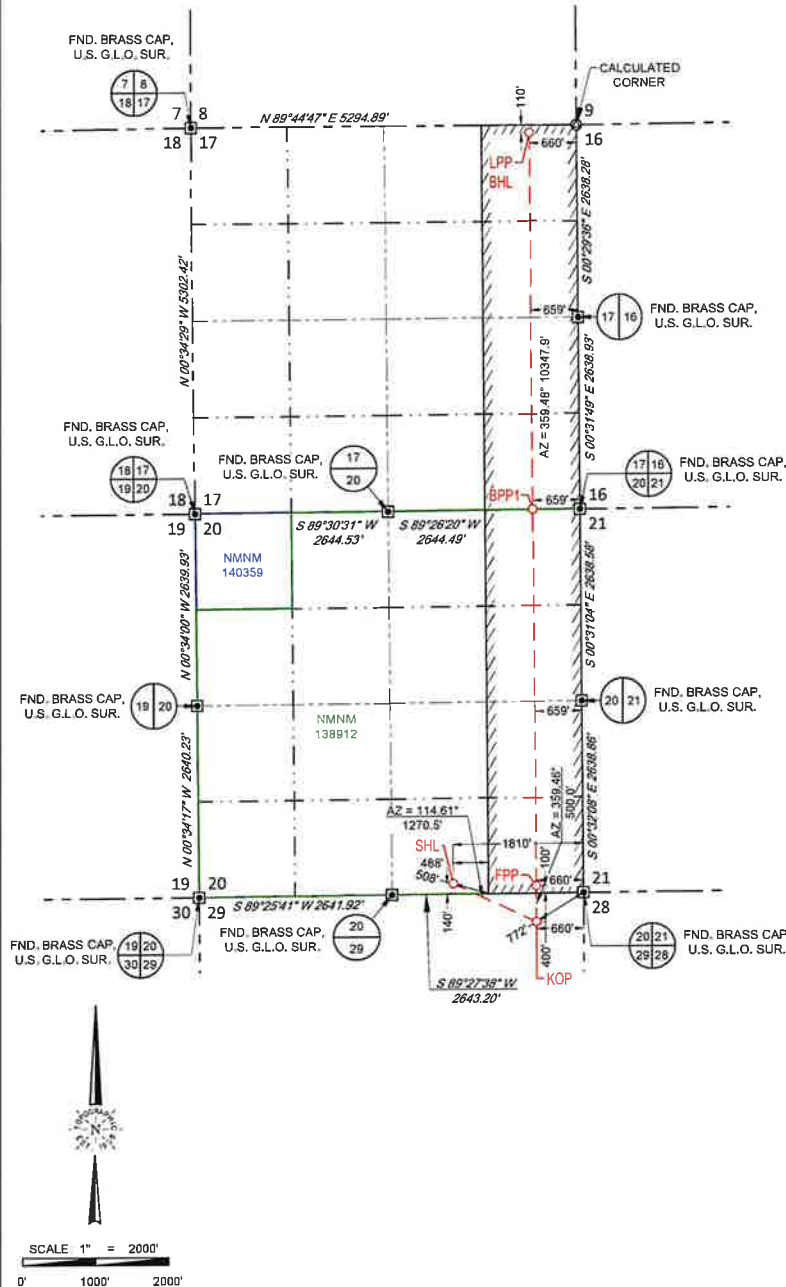 FND. BRASS CAP,
U.S. G.L.O. SUR.
7 8
18 17
7 8
18 17
N 89°44'47" E 5294.89'
110'
CALCULATED
CORNER
9
16
660'
LPP
BHL
S 00°29'36" E 2638.28'
N 00°34'29" W 5302.42'
659'
17 16
FND. BRASS CAP,
U.S. G.L.O. SUR.
AZ = 359.48° 10347.9'
S 00°31'49" E 2638.93'
FND. BRASS CAP,
U.S. G.L.O. SUR.
18 17
19 20
18 17
19 20
FND. BRASS CAP,
U.S. G.L.O. SUR.
17
20
BPP1
659'
16
21
17 16
20 21
FND. BRASS CAP,
U.S. G.L.O. SUR.
S 89°30'31" W
2644.53'
S 89°26'20" W
2644.49'
NMNM
140359
N 00°34'00" W 2639.93'
S 00°31'04" E 2638.58'
FND. BRASS CAP,
U.S. G.L.O. SUR.
19 20
NMNM
138912
659'
20 21
FND. BRASS CAP,
U.S. G.L.O. SUR.
N 00°34'17" W 2640.23'
AZ = 114.61°
1270.5'
AZ = 359.46°
500.0'
S 00°32'08" E 2638.86'
SHL
1810'
488'
508'
100'
FPP
660'
19 20
30 29
21
28
S 89°25'41" W 2641.92'
140'
772'
660'
400'
KOP
FND. BRASS CAP,
U.S. G.L.O. SUR.
19 20
30 29
FND. BRASS CAP,
U.S. G.L.O. SUR.
20
29
20 21
29 28
FND. BRASS CAP,
U.S. G.L.O. SUR.
S 89°27'38" W
2643.20'
TOPOGRAPHIC
N
SCALE: 1" = 2000'
0' 1000' 2000'